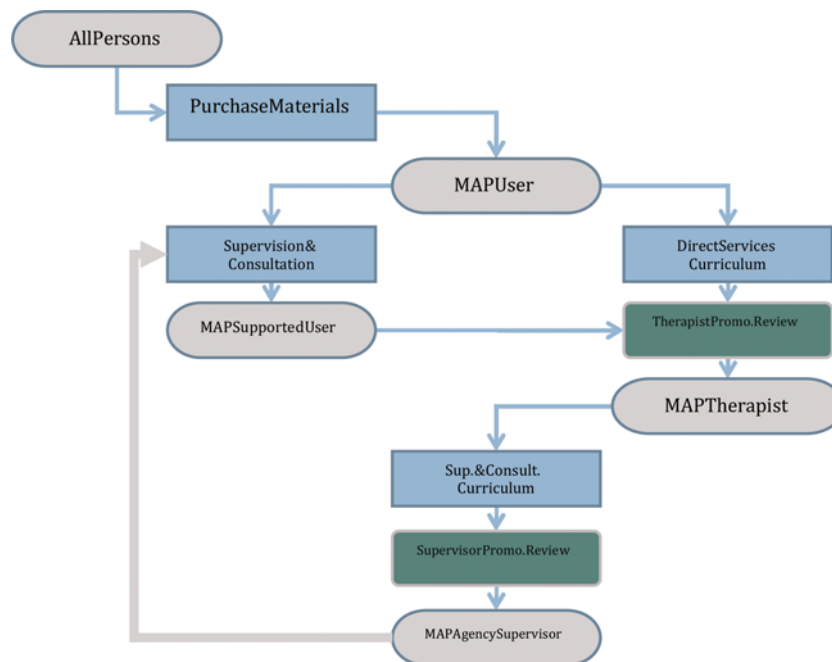 AllPersons
PurchaseMaterials
MAPUser
Supervision&
Consultation
DirectServices
Curriculum
MAPSupportedUser
TherapistPromo.Review
MAPTherapist
Sup.&Consult.
Curriculum
SupervisorPromo.Review
MAPAgencySupervisor